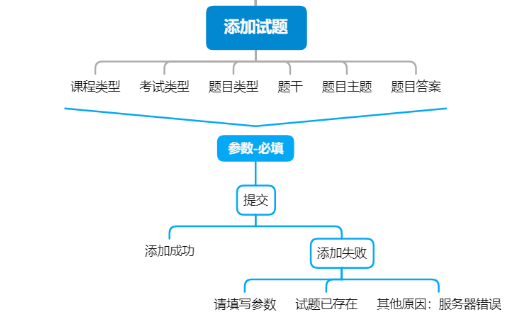 添加试题
课程类型 考试类型 题目类型 题干 题目主题 题目答案
参数-必填
提交
添加成功 添加失败
请填写参数 试题已存在 其他原因：服务器错误